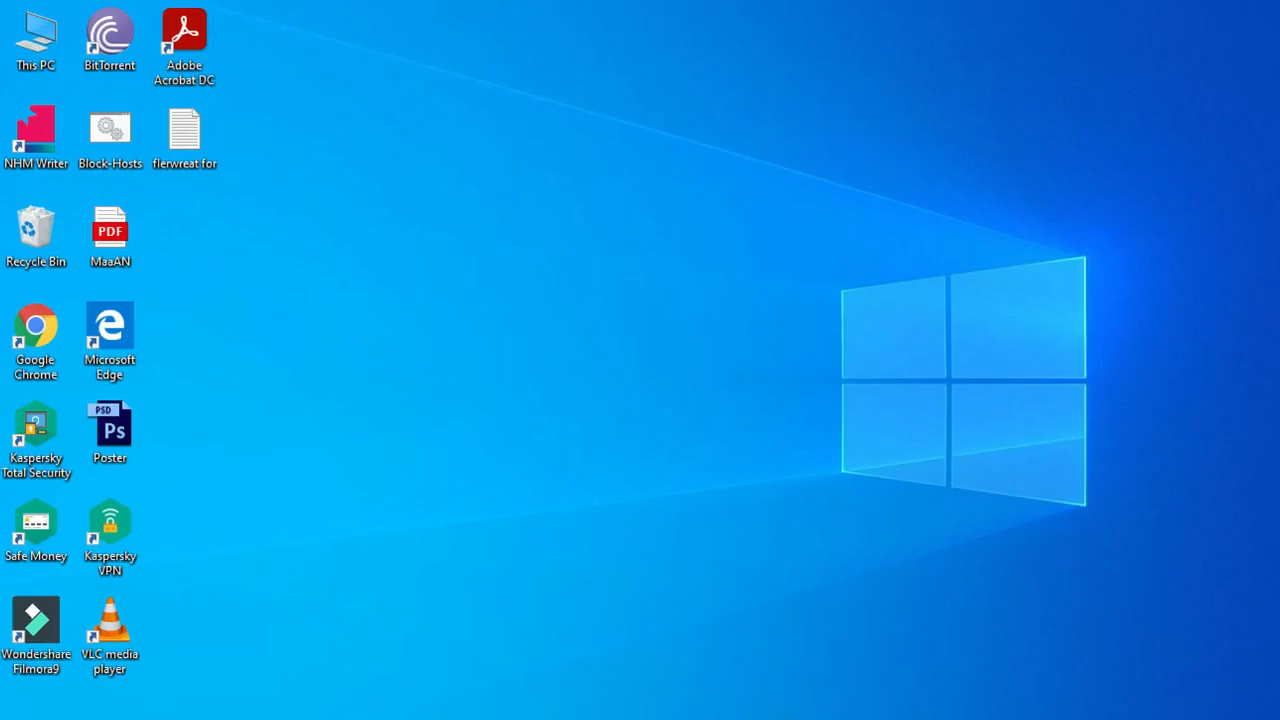 This PC
BitTorrent
Adobe
Acrobat DC
NHM Writer
Block-Hosts
flerwreat for
Recycle Bin
PDF
MaaAN
Google
Chrome
Microsoft
Edge
Kaspersky
Total Security
PSD
Ps
Poster
Safe Money
Kaspersky
VPN
Wondershare
Filmora9
VLC media
player